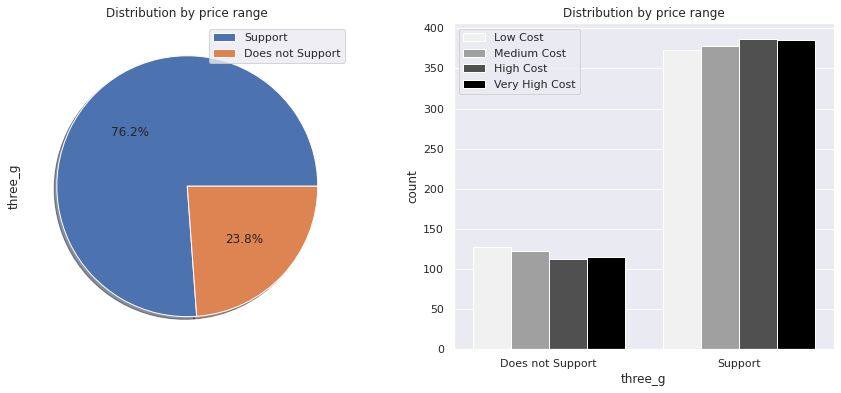 Distribution by price range
Support
Does not Support
76.2%
23.8%
three_g
Distribution by price range
Low Cost
Medium Cost
High Cost
Very High Cost
400
350
300
250
200
150
100
50
0
count
Does not Support
Support
three_g